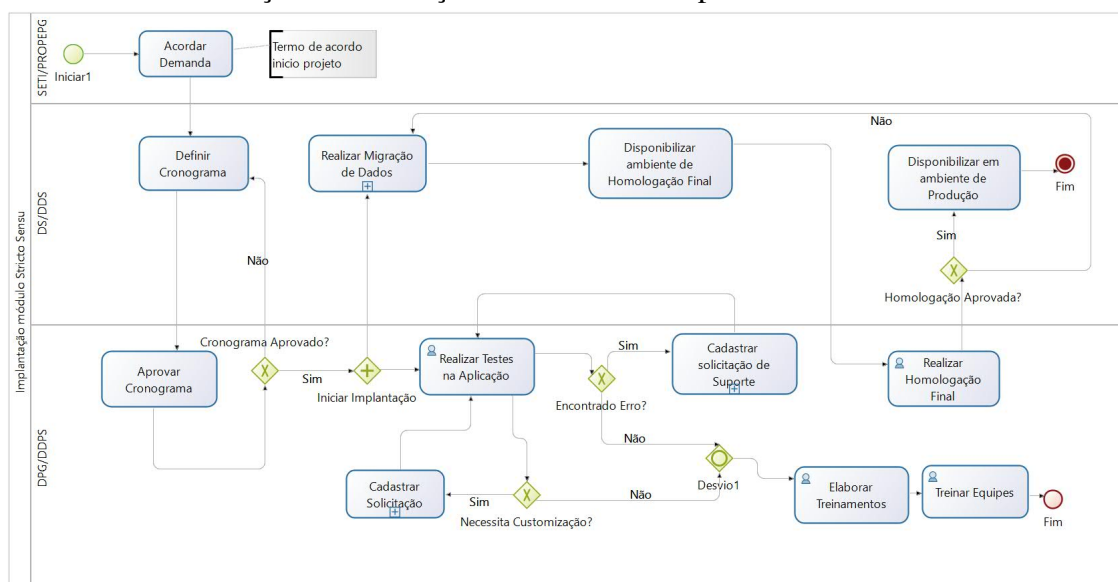 Implantação módulo Stricto Sensu
SETI/PROPEPG
Iniciar1
Acordar
Demanda
Termo de acordo
inicio projeto
DS/DDS
Definir
Cronograma
Realizar Migração
de Dados
Disponibilizar
ambiente de
Homologação Final
Não
Disponibilizar em
ambiente de
Produção
Fim
Sim
Homologação Aprovada?
Não
DPG/DDPS
Cronograma Aprovado?
Aprovar
Cronograma
Sim
Iniciar Implantação
Realizar Testes
na Aplicação
Encontrado Erro?
Sim
Cadastrar
solicitação de
Suporte
Realizar
Homologação
Final
Não
Cadastrar
Solicitação
Sim
Necessita Customização?
Não
Desvio1
Elaborar
Treinamentos
Treinar Equipes
Fim